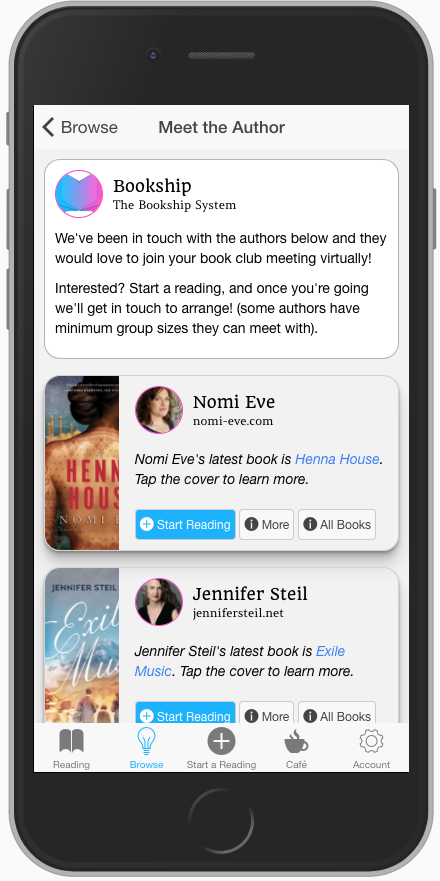 Browse
Meet the Author
Bookship
The Bookship System
We've been in touch with the authors below and they
would love to join your book club meeting virtually!
Interested? Start a reading, and once you're going
we'll get in touch to arrange! (some authors have
minimum group sizes they can meet with).
HENN
HOUS
NOMI E
Nomi Eve
nomi-eve.com
Nomi Eve's latest book is Henna House.
Tap the cover to learn more.
Start Reading
More
All Books
JENNIFER STEIL
Exile
Mus
Jennifer Steil
jennifersteil.net
Jennifer Steil's latest book is Exile
Music. Tap the cover to learn more.
Start Reading
More
All Books
Reading
Browse
Start a Reading
Café
Account